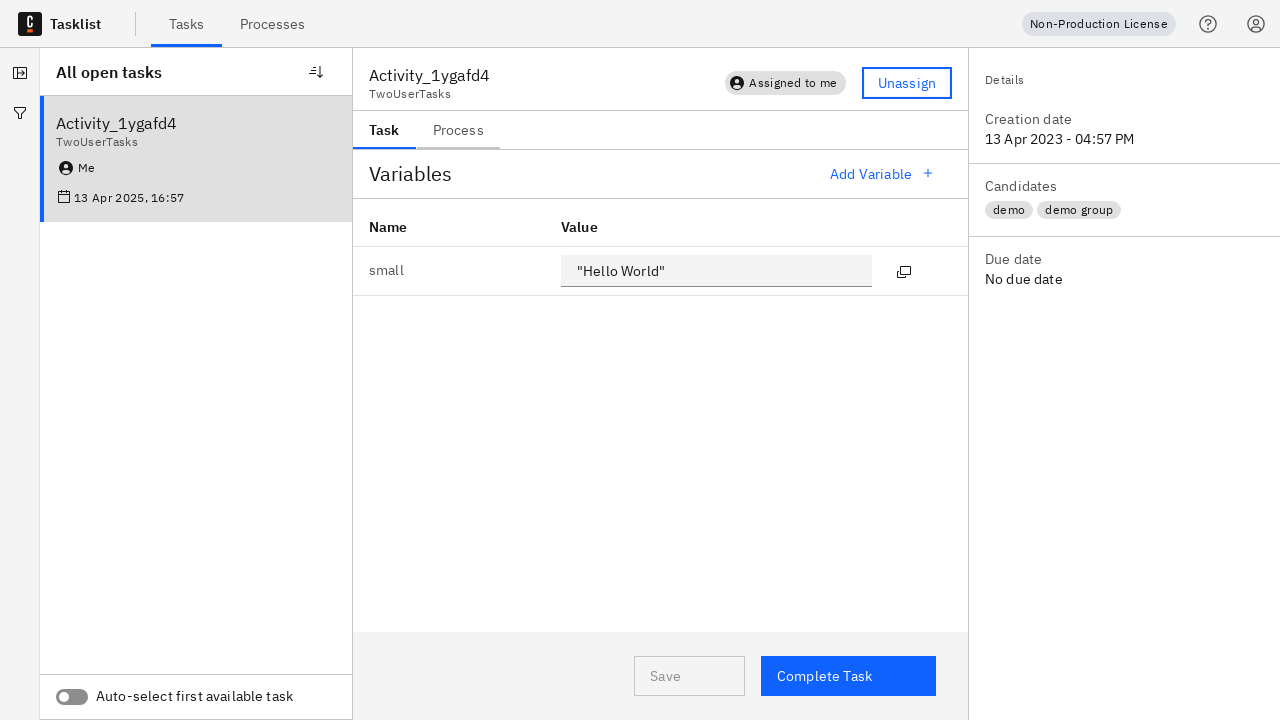 Tasklist
Tasks
Processes
Non-Production License
All open tasks
Activity_1ygafd4
TwoUserTasks
Me
13 Apr 2025, 16:57
Auto-select first available task
Activity_1ygafd4
TwoUserTasks
Assigned to me
Unassign
Task
Process
Variables
Add Variable +
Name
Value
small
"Hello World"
Save
Complete Task
Details
Creation date
13 Apr 2023 - 04:57 PM
Candidates
demo
demo group
Due date
No due date